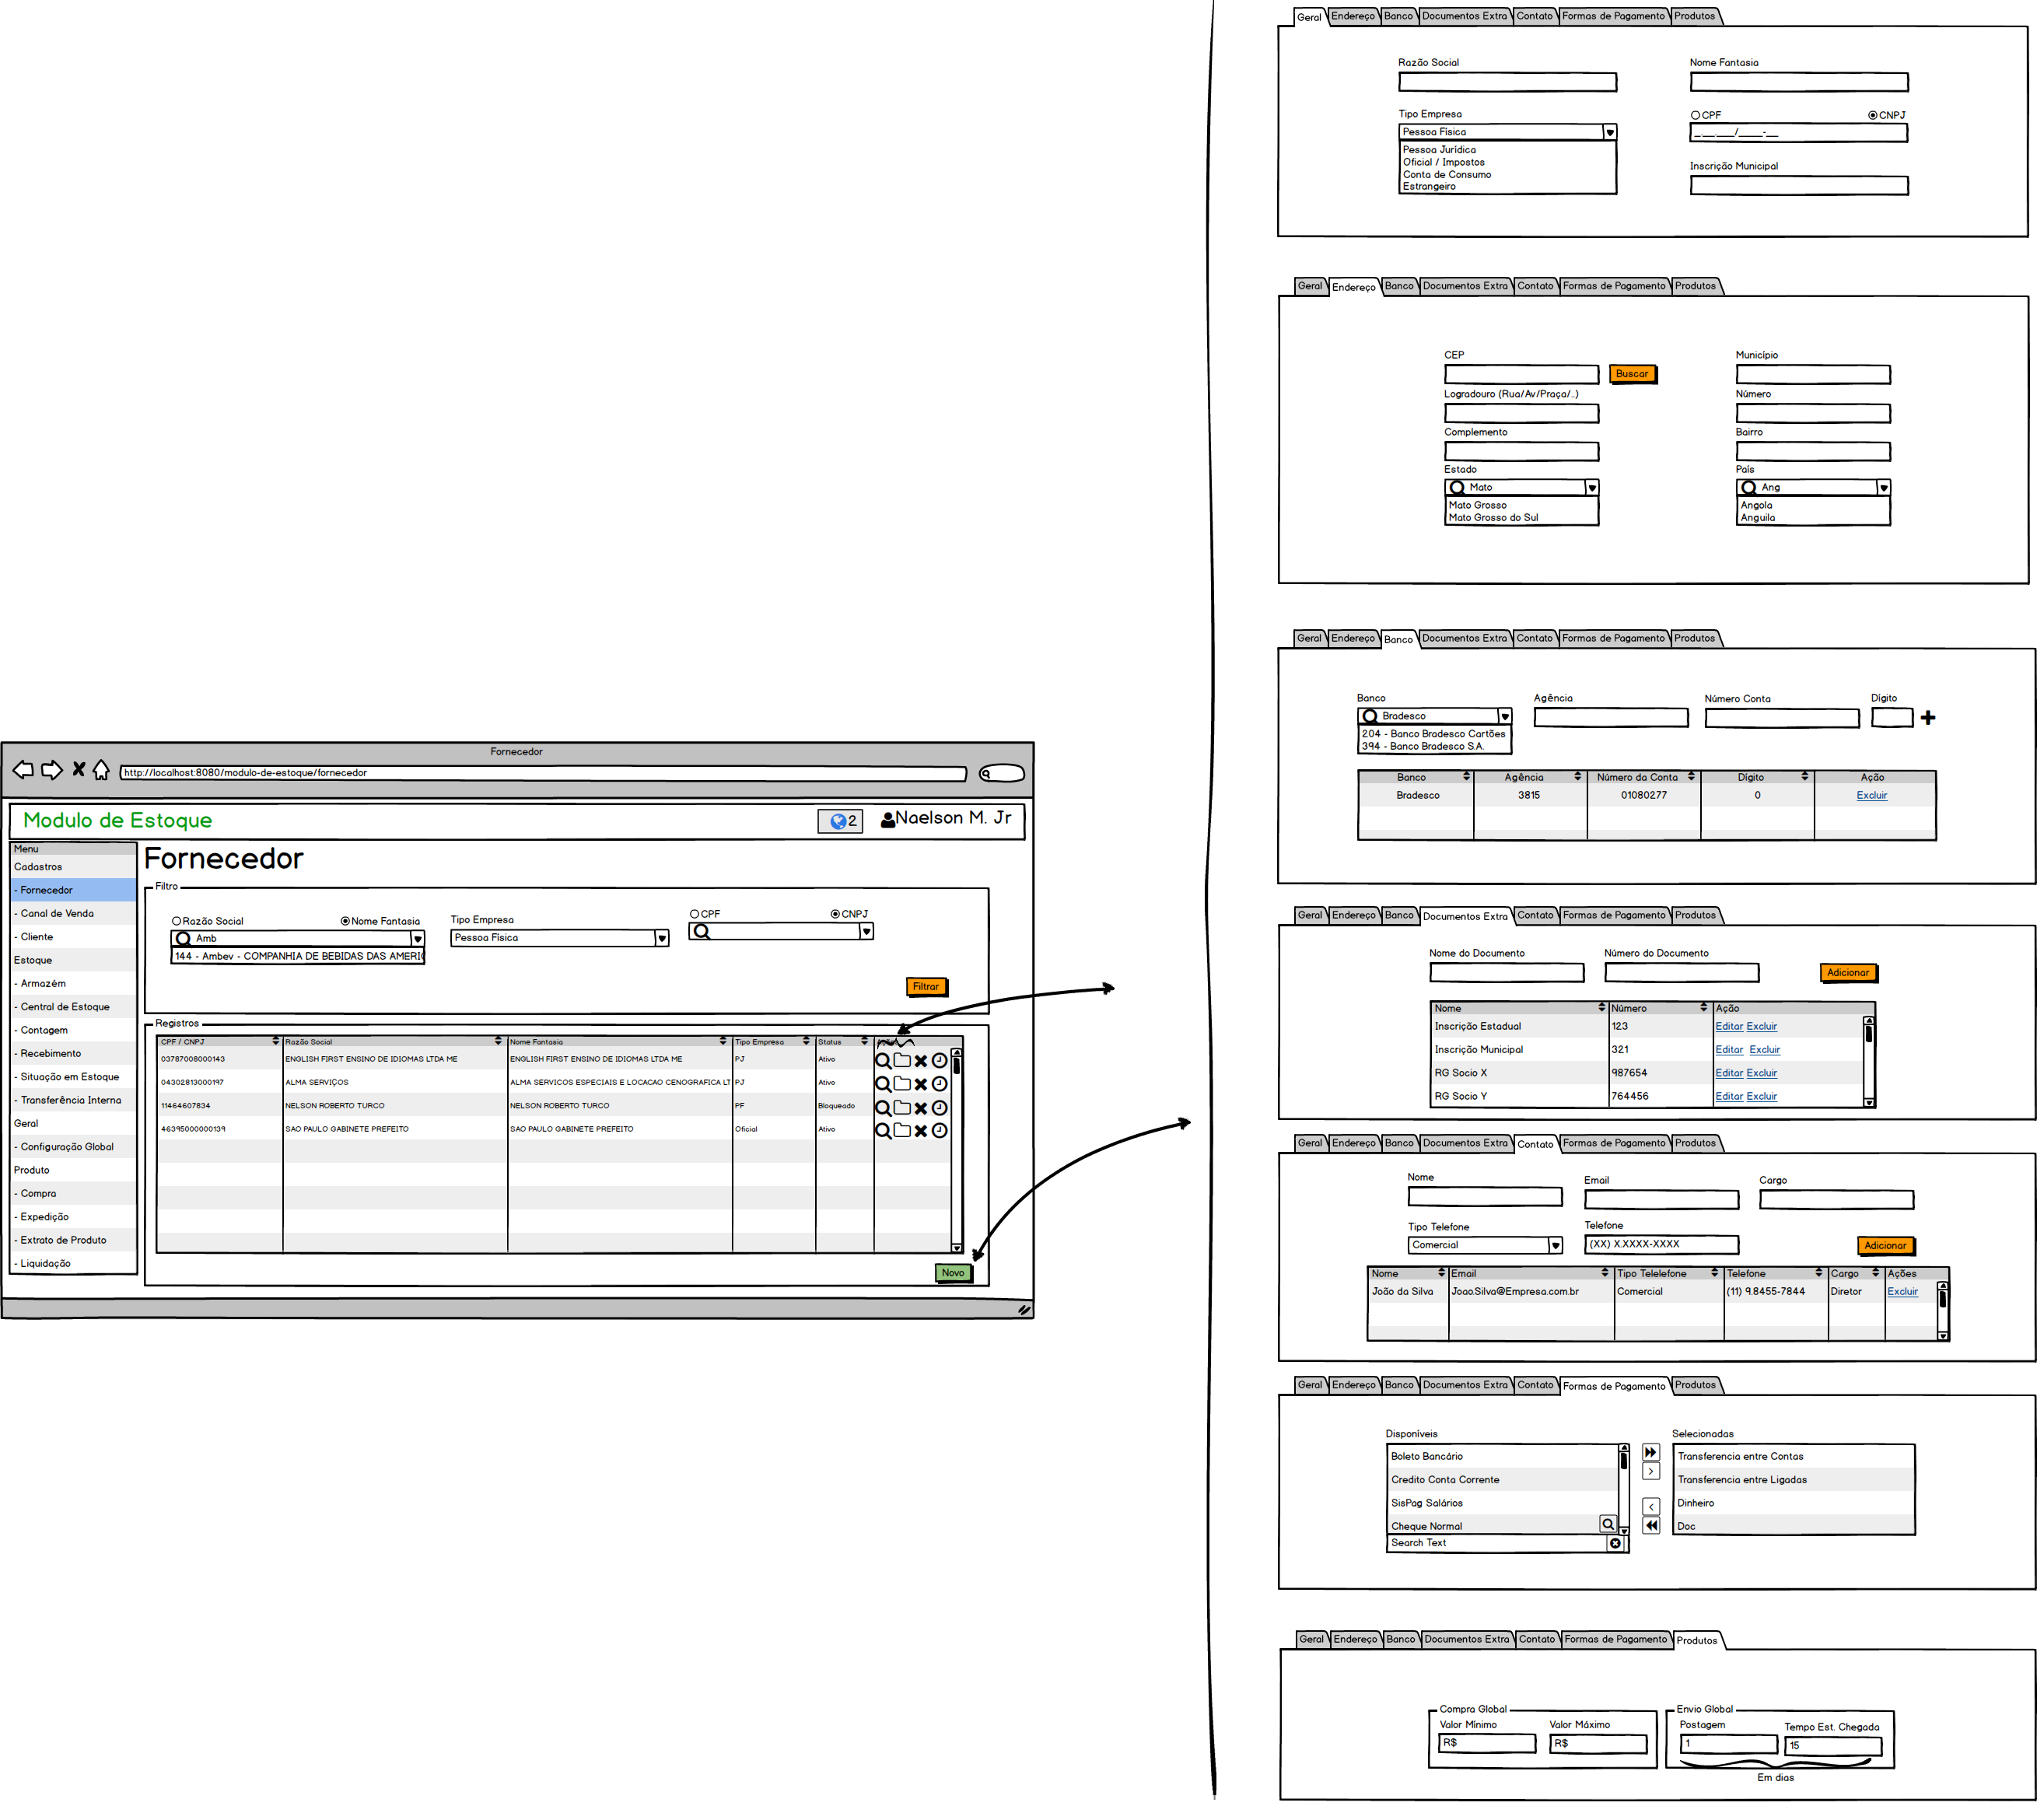 Fornecedor
http://localhost:8080/modulo-de-estoque/fornecedor
Modulo de Estoque
2
Naelson M. Jr
Menu
Cadastros
- Fornecedor
- Canal de Venda
- Cliente
Estoque
- Armazém
- Central de Estoque
- Contagem
- Recebimento
- Situação em Estoque
- Transferência Interna
Geral
- Configuração Global
Produto
- Compra
- Expedição
- Extrato de Produto
- Liquidação
Fornecedor
Filtro
Razão Social Nome Fantasia Tipo Empresa CPF CNPJ
Amb Pessoa Física
144 - Ambev - COMPANHIA DE BEBIDAS DAS AMERI
Filtrar
Registros
CPF / CNPJ Razão Social Nome Fantasia Tipo Empresa Status
03787008000143 ENGLISH FIRST ENSINO DE IDIOMAS LTDA ME ENGLISH FIRST ENSINO DE IDIOMAS LTDA ME PJ Ativo
04302813000197 ALMA SERVIÇOS ALMA SERVICOS ESPECIAIS E LOCACAO CENOGRAFICA LT PJ Ativo
11464607834 NELSON ROBERTO TURCO NELSON ROBERTO TURCO PF Bloqueado
46395000000139 SAO PAULO GABINETE PREFEITO SAO PAULO GABINETE PREFEITO Oficial Ativo
Novo
Geral Endereço Banco Documentos Extra Contato Formas de Pagamento Produtos
Razão Social Nome Fantasia
Tipo Empresa CPF CNPJ
Pessoa Física _.___.___/____-__
Pessoa Jurídica
Oficial / Impostos
Conta de Consumo
Estrangeiro
Inscrição Municipal
Geral Endereço Banco Documentos Extra Contato Formas de Pagamento Produtos
CEP Município
Buscar
Logradouro (Rua/Av/Praça/..) Número
Complemento Bairro
Estado País
Mato Ang
Mato Grosso Angola
Mato Grosso do Sul Anguila
Geral Endereço Banco Documentos Extra Contato Formas de Pagamento Produtos
Banco Agência Número Conta Dígito
Bradesco
204 - Banco Bradesco Cartões
394 - Banco Bradesco S.A.
Banco Agência Número da Conta Dígito Ação
Bradesco 3815 01080277 0 Excluir
Geral Endereço Banco Documentos Extra Contato Formas de Pagamento Produtos
Nome do Documento Número do Documento
Adicionar
Nome Número Ação
Inscrição Estadual 123 Editar Excluir
Inscrição Municipal 321 Editar Excluir
RG Socio X 987654 Editar Excluir
RG Socio Y 764456 Editar Excluir
Geral Endereço Banco Documentos Extra Contato Formas de Pagamento Produtos
Nome Email Cargo
Tipo Telefone Telefone
Comercial (XX) X.XXXX-XXXX Adicionar
Nome Email Tipo Telelefone Telefone Cargo Ações
João da Silva Joao.Silva@Empresa.com.br Comercial (11) 9.8455-7844 Diretor Excluir
Geral Endereço Banco Documentos Extra Contato Formas de Pagamento Produtos
Disponíveis Selecionadas
Boleto Bancário Transferencia entre Contas
Credito Conta Corrente Transferencia entre Ligadas
SisPag Salários Dinheiro
Cheque Normal Doc
Search Text
Geral Endereço Banco Documentos Extra Contato Formas de Pagamento Produtos
Compra Global Envio Global
Valor Mínimo Valor Máximo Postagem Tempo Est. Chegada
R$ R$ 1 15
Em dias